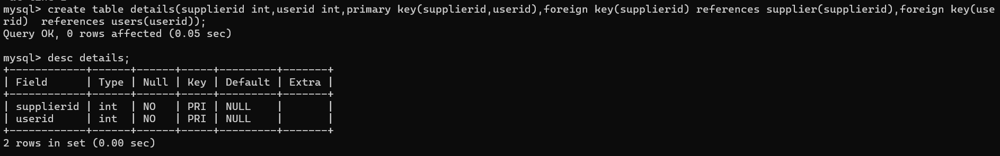 mysql> create table details(supplierid int,userid int,primary key(supplierid,userid),foreign key(supplierid) references supplier(supplierid),foreign key(use
rid)  references users(userid));
Query OK, 0 rows affected (0.05 sec)
mysql> desc details;
+------------+------+------+-----+---------+-------+
| Field      | Type | Null | Key | Default | Extra |
+------------+------+------+-----+---------+-------+
| supplierid | int  | NO   | PRI | NULL    |       |
| userid     | int  | NO   | PRI | NULL    |       |
+------------+------+------+-----+---------+-------+
2 rows in set (0.00 sec)